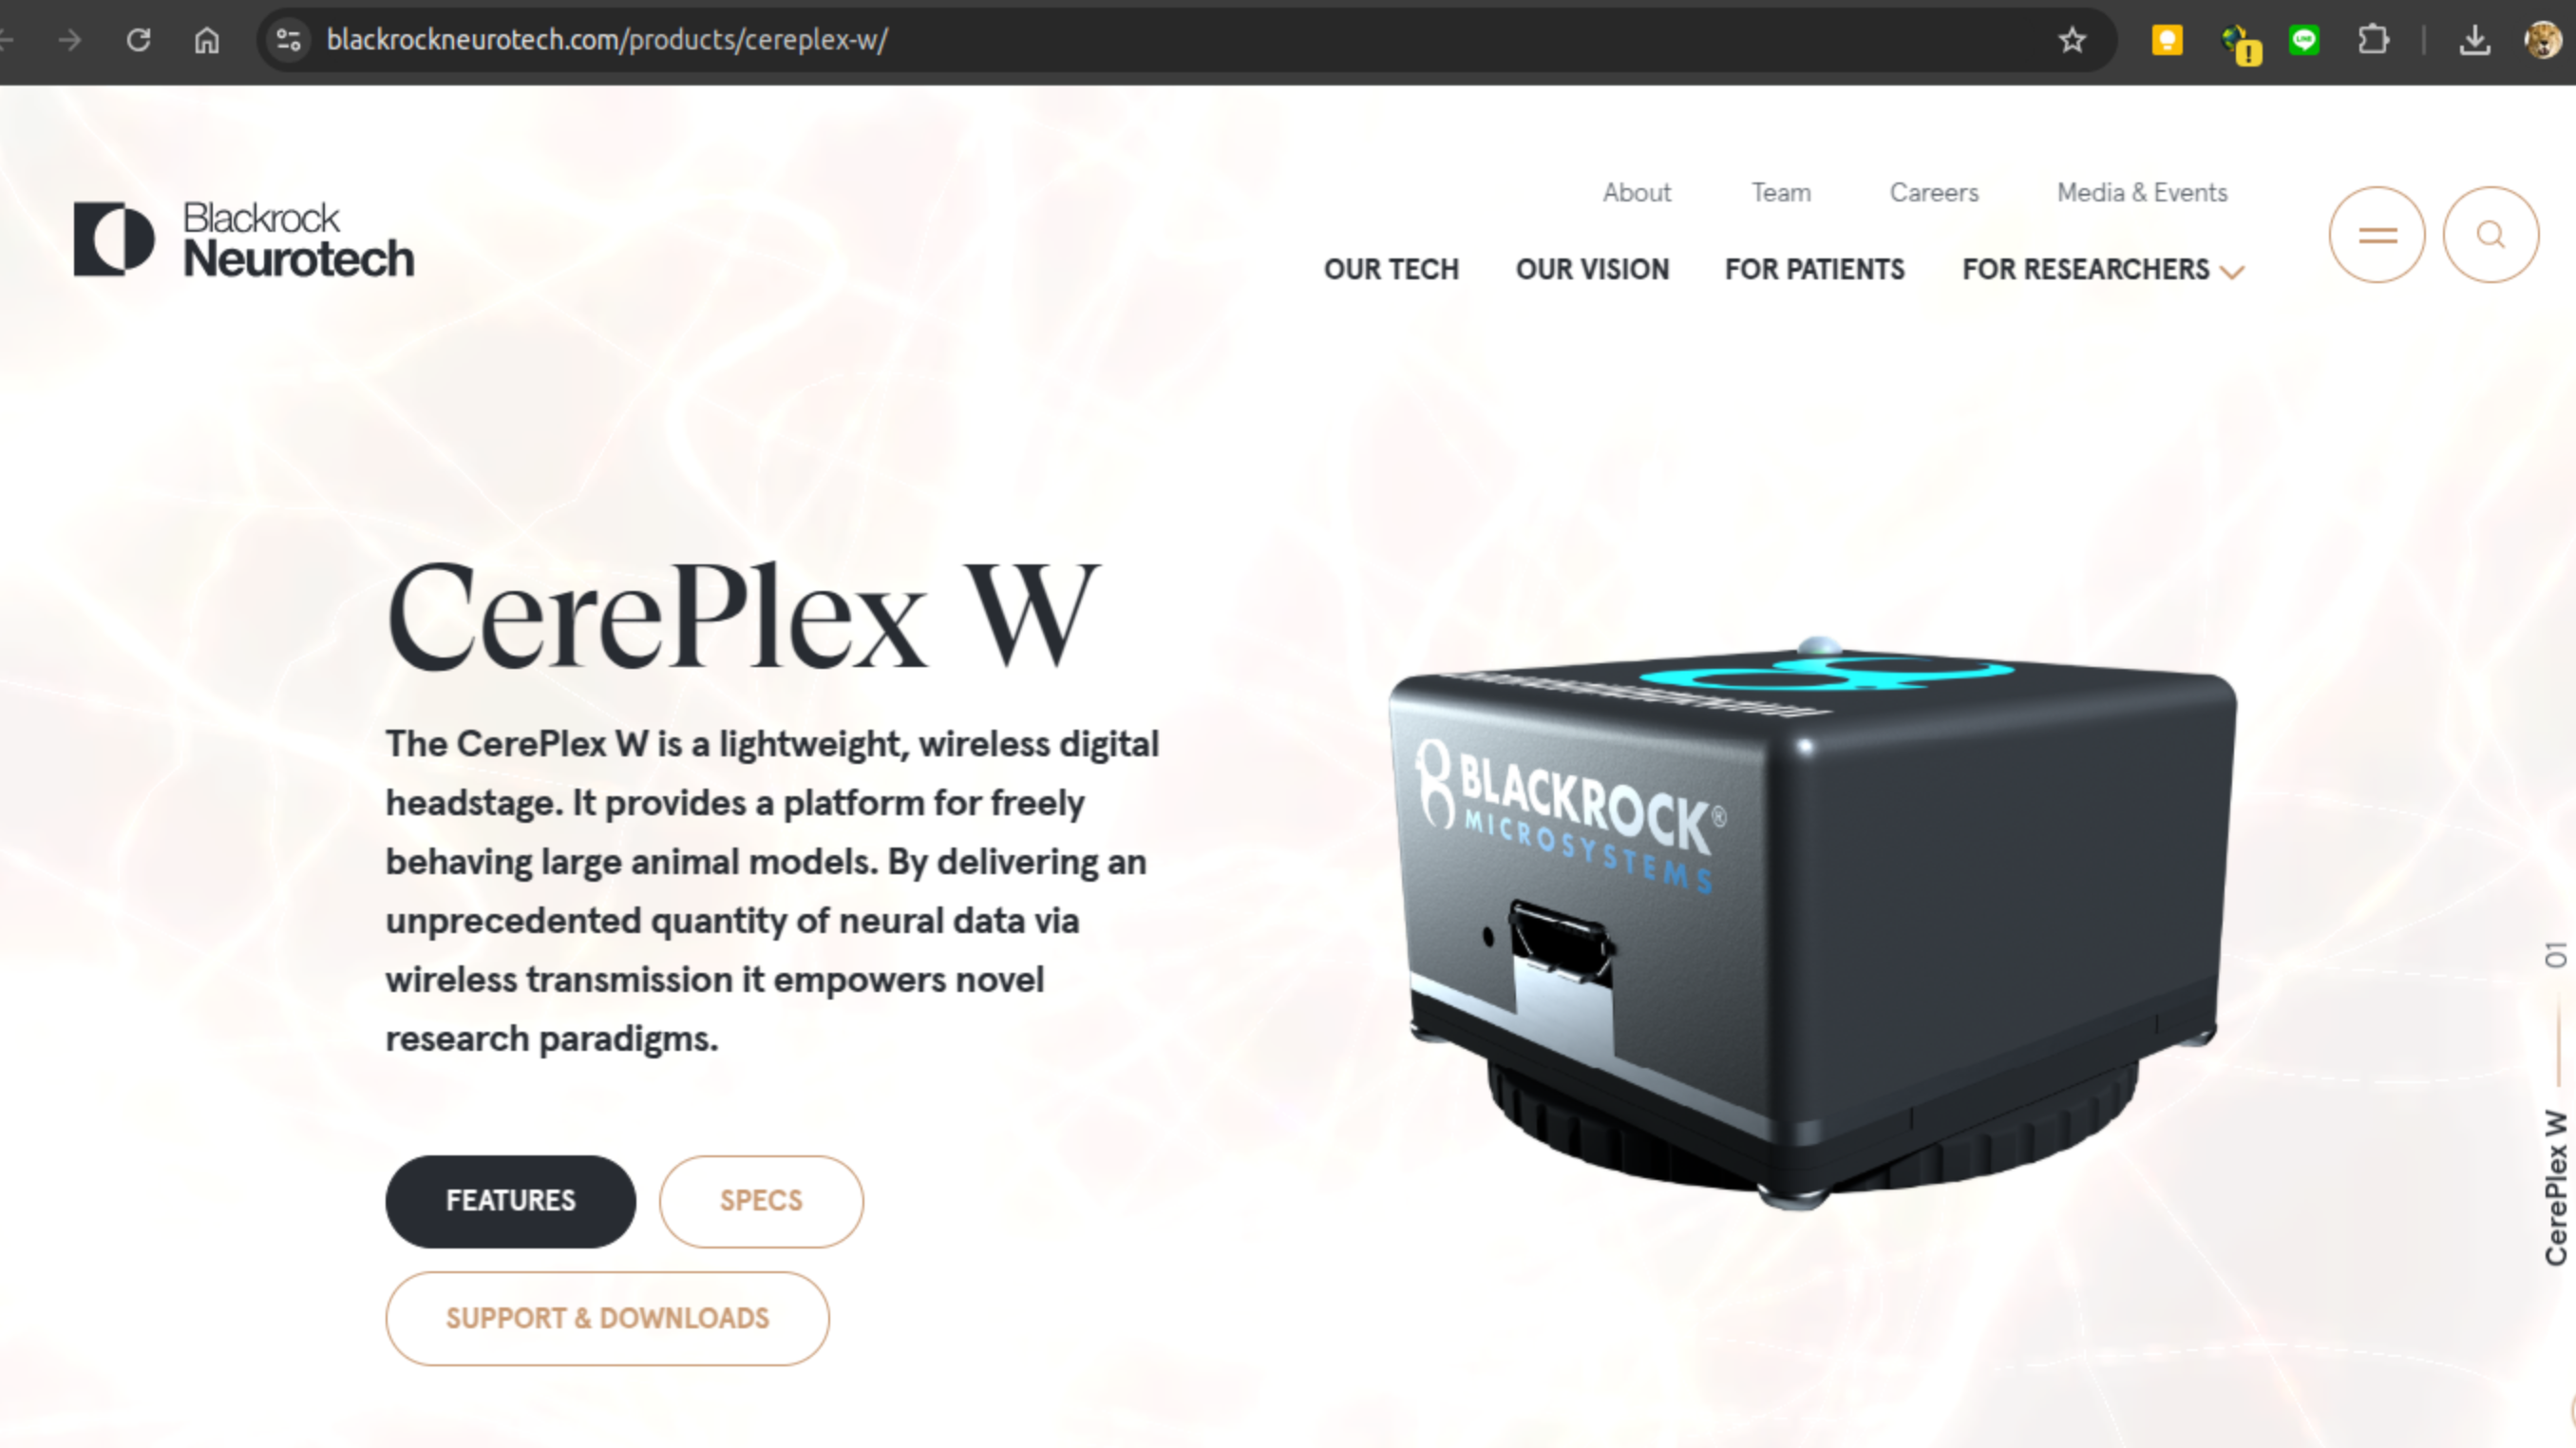 blackrockneurotech.com/products/cereplex-w/
Blackrock
Neurotech
About Team Careers Media & Events
OUR TECH OUR VISION FOR PATIENTS FOR RESEARCHERS
CerePlex W
The CerePlex W is a lightweight, wireless digital
headstage. It provides a platform for freely
behaving large animal models. By delivering an
unprecedented quantity of neural data via
wireless transmission it empowers novel
research paradigms.
BLACKROCK®
MICROSYSTEMS
FEATURES SPECS
SUPPORT & DOWNLOADS
01
CerePlex W